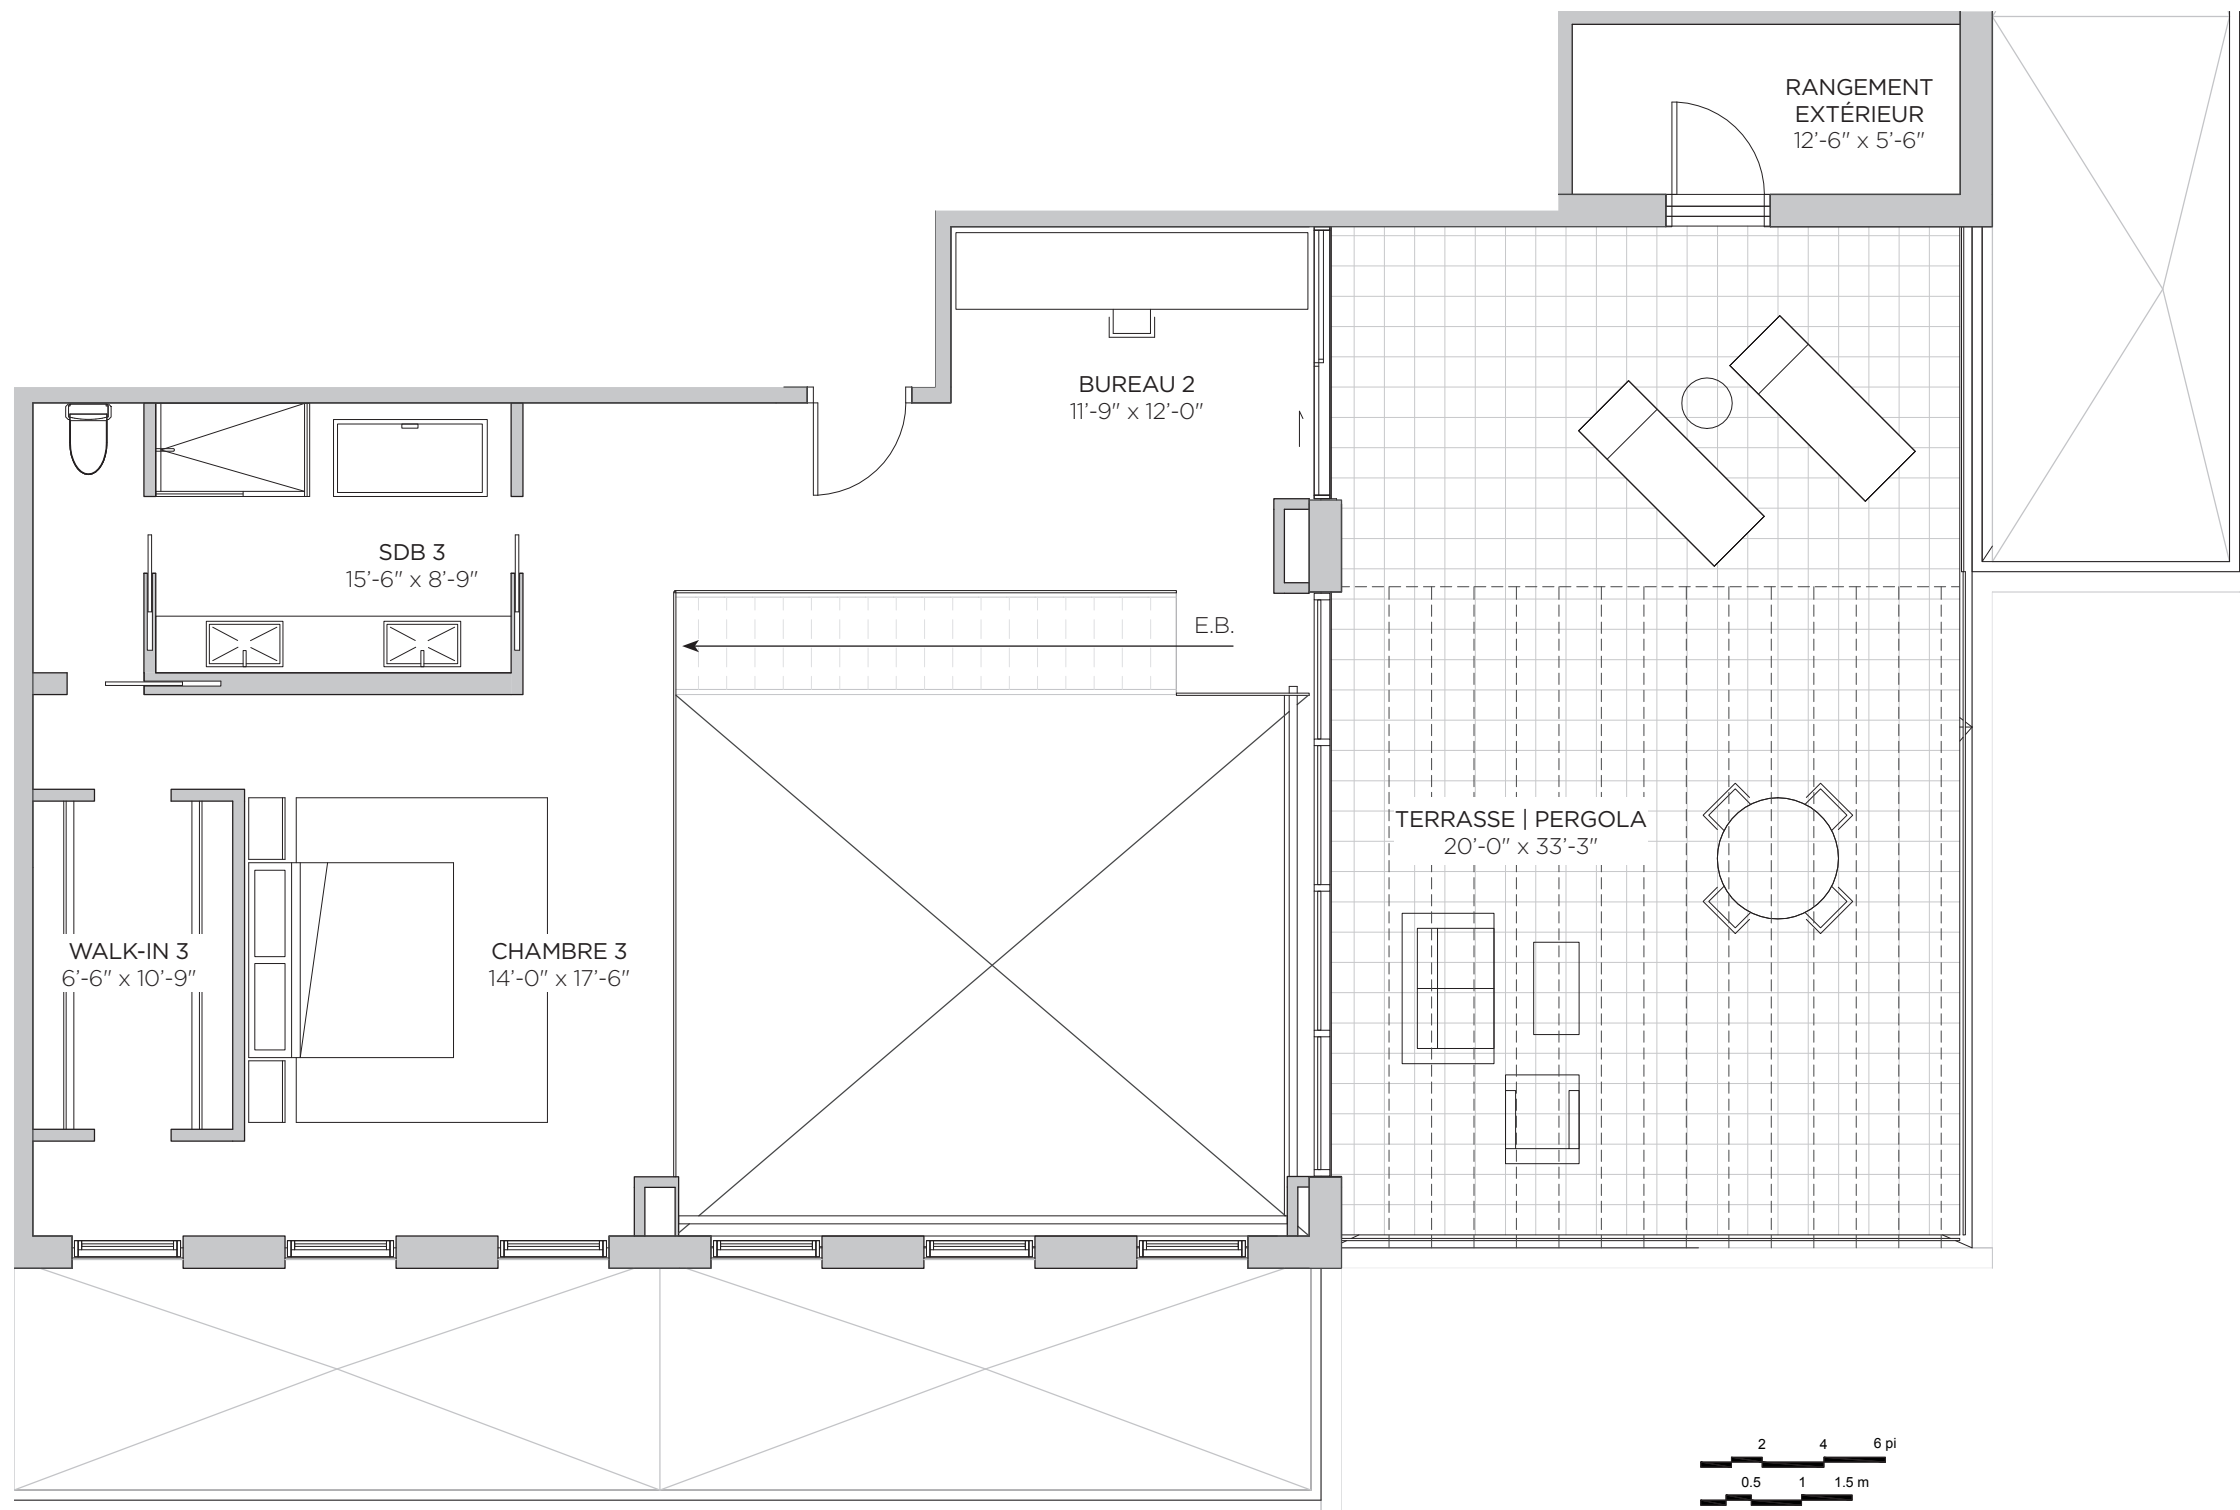 RANGEMENT
EXTÉRIEUR
12'-6" x 5'-6"
BUREAU 2
11'-9" x 12'-0"
SDB 3
15'-6" x 8'-9"
E.B.
TERRASSE | PERGOLA
20'-0" x 33'-3"
WALK-IN 3
6'-6" x 10'-9"
CHAMBRE 3
14'-0" x 17'-6"
2 4 6 pi
0.5 1 1.5 m